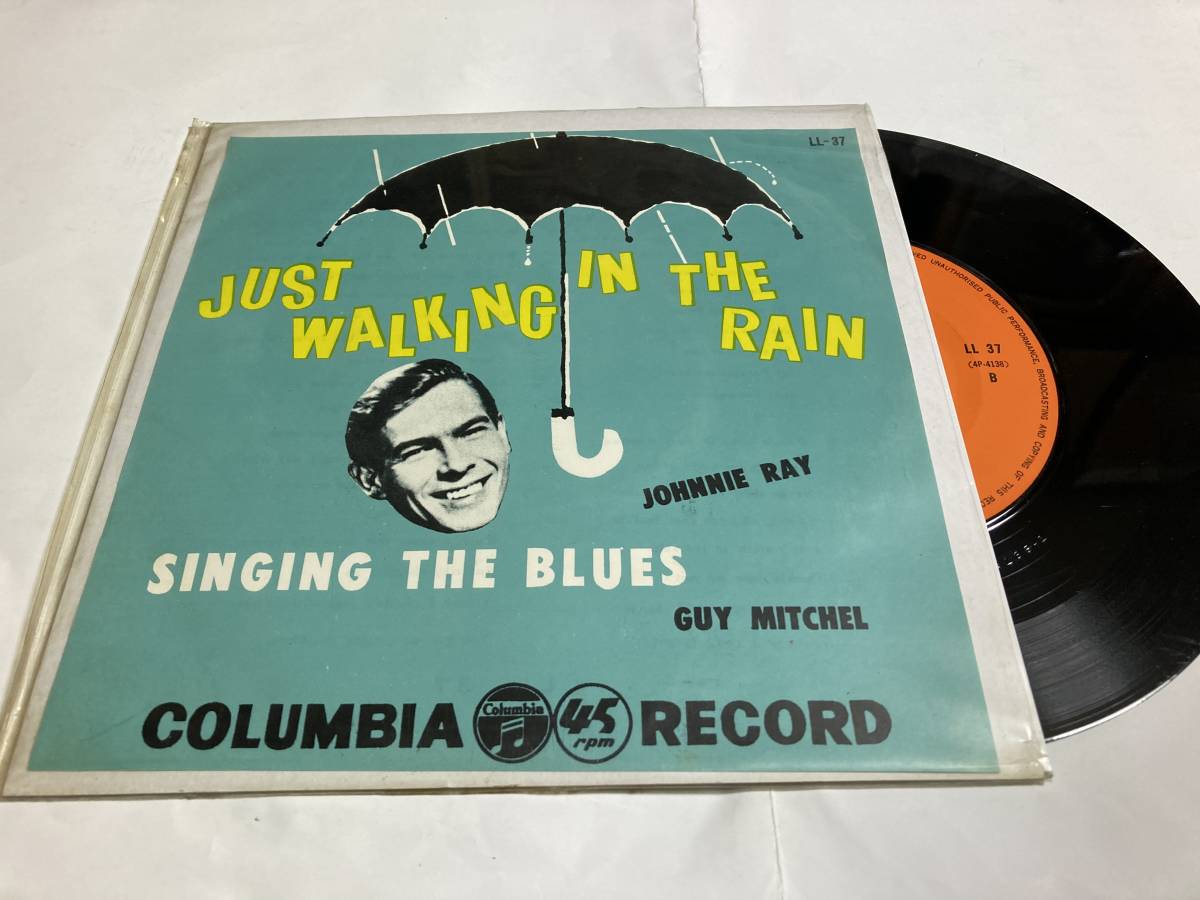 LL-37
JUST WALKING IN THE RAIN
JOHNNIE RAY
SINGING THE BLUES
GUY MITCHEL
COLUMBIA Columbia 45 rpm RECORD
UNAUTHORISED PUBLIC PERFORMANCE, BROADCASTING AND COPYING OF THIS
LL 37
(4P-4138)
B